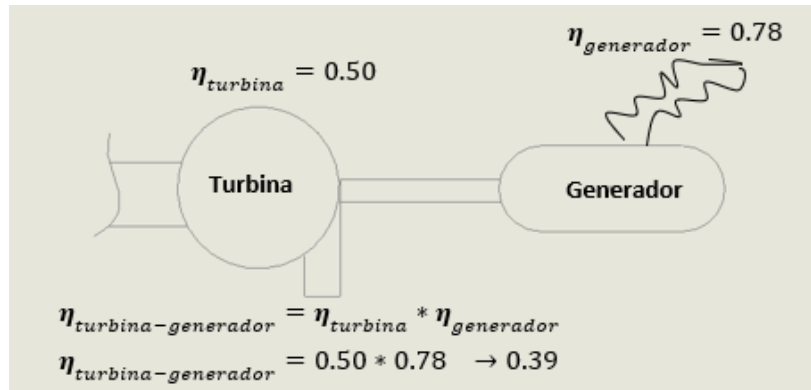 η_generador = 0.78
η_turbina = 0.50
Turbina
Generador
η_turbina−generador = η_turbina * η_generador
η_turbina−generador = 0.50 * 0.78 → 0.39